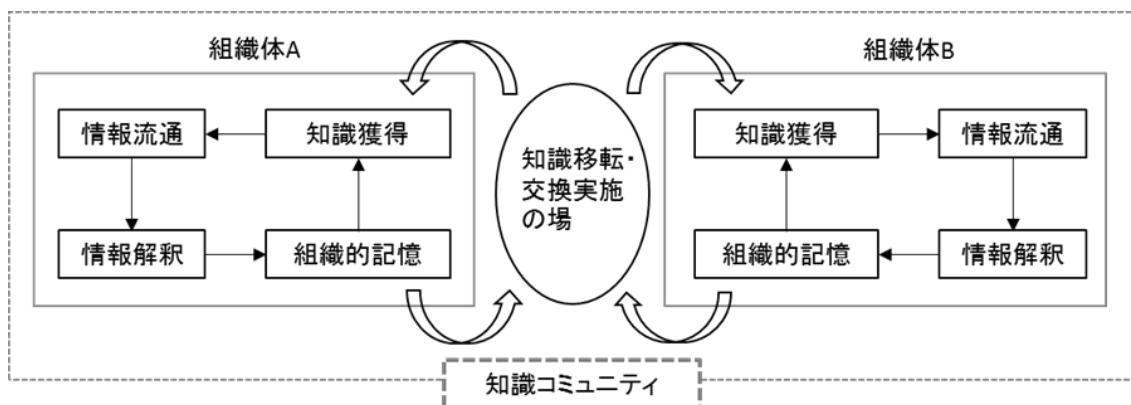 組織体A
組織体B
情報流通
知識獲得
情報解釈
組織的記憶
知識移転・
交換実施
の場
知識獲得
情報流通
組織的記憶
情報解釈
知識コミュニティ